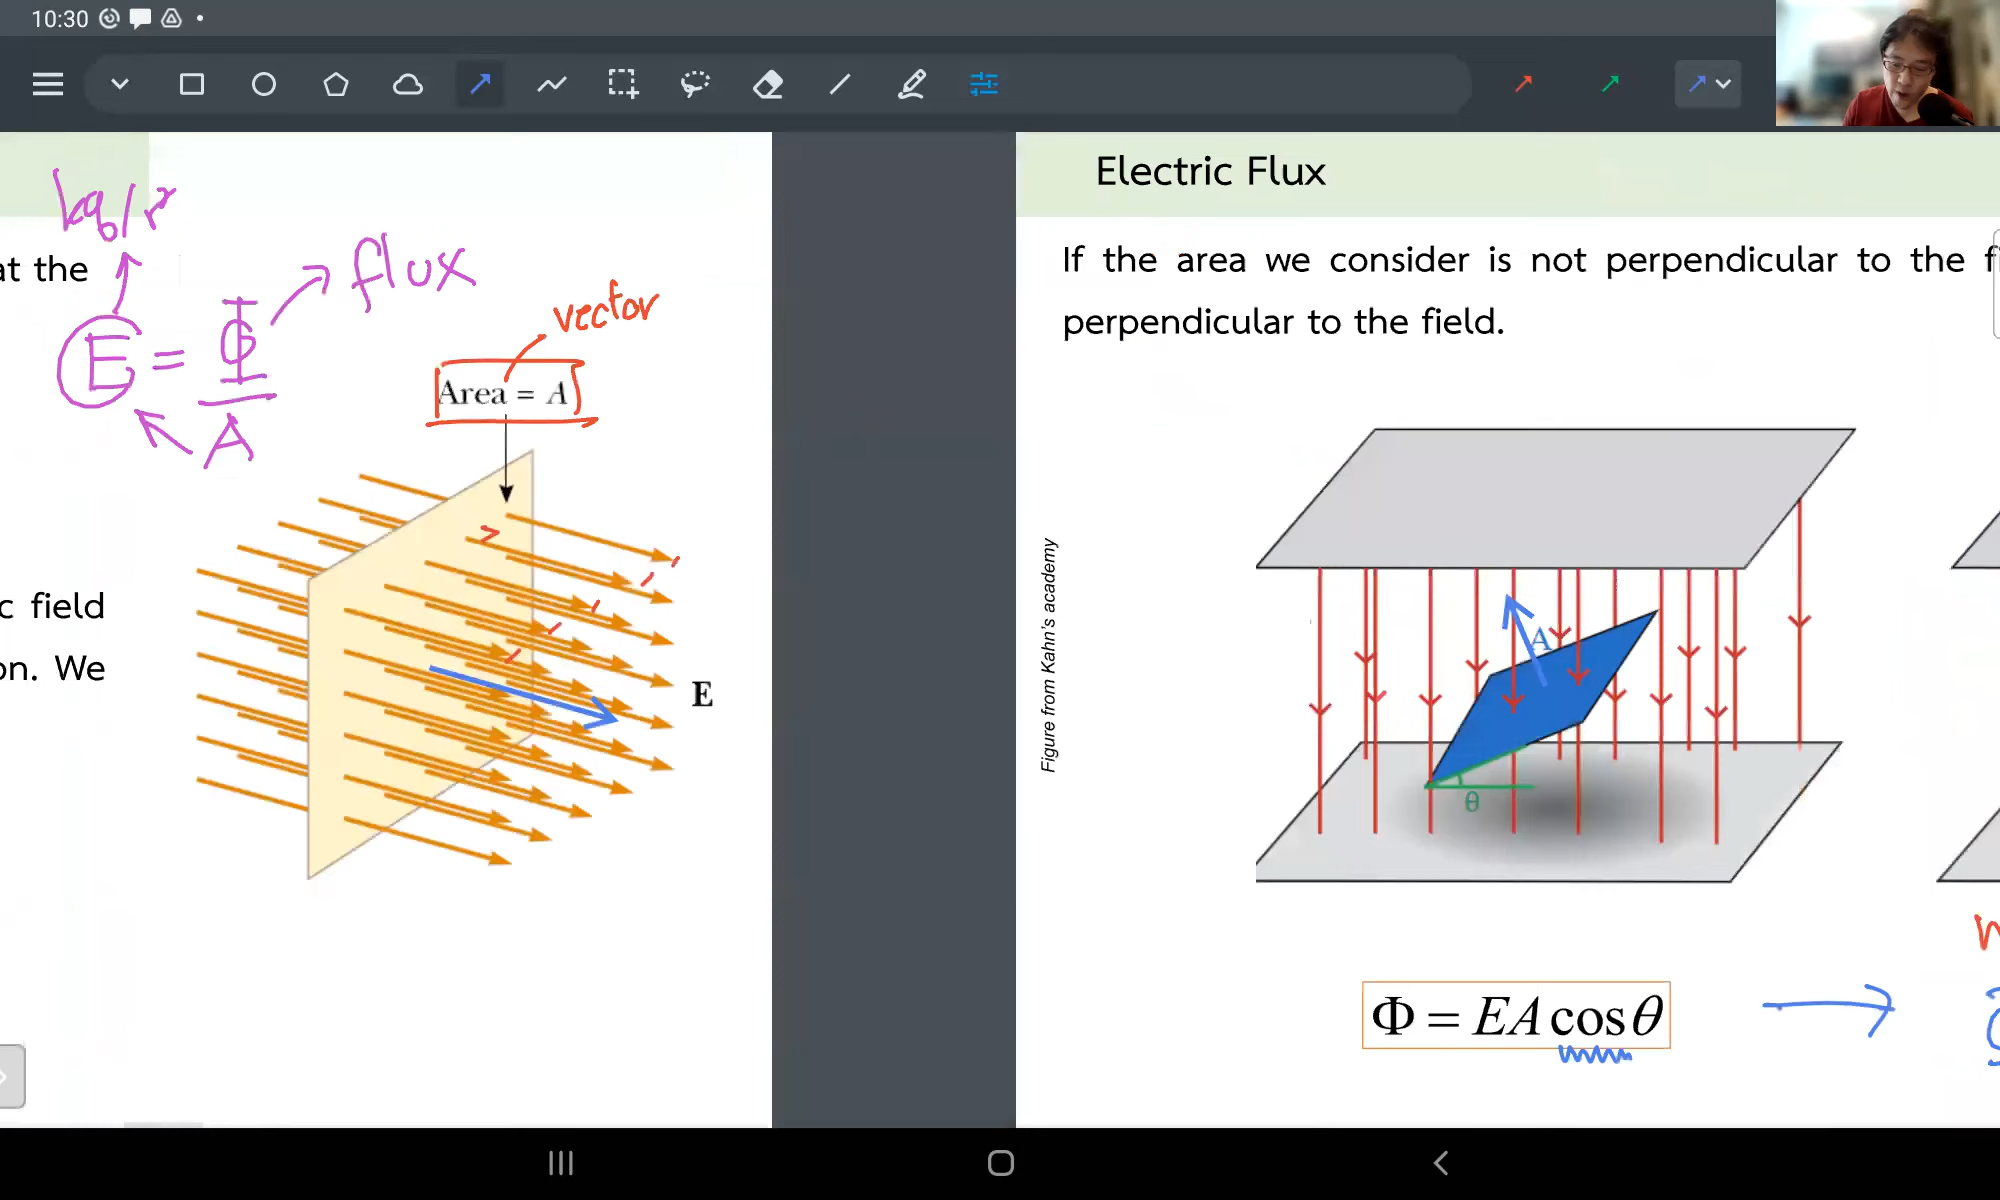 10:30
kq/r²
at the
flux
E = Φ / A
vector
Area = A
c field
on. We
E
Electric Flux
If the area we consider is not perpendicular to the fi
perpendicular to the field.
Figure from Kahn's academy
A
θ
Φ = EA cos θ